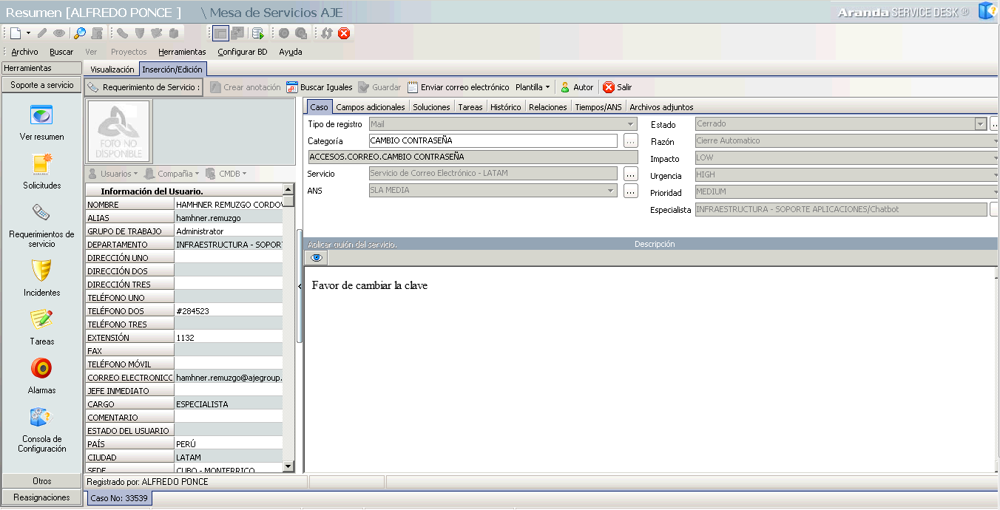 Resumen [ALFREDO PONCE ] \ Mesa de Servicios AJE
Aranda SERVICE DESK ®
Archivo Buscar Ver Proyectos Herramientas Configurar BD Ayuda
Herramientas
Visualización Inserción/Edición
Soporte a servicio
Requerimiento de Servicio : Crear anotación Buscar Iguales Guardar Enviar correo electrónico Plantilla Autor Salir
Ver resumen
Solicitudes
Requerimientos de
servicio
Incidentes
Tareas
Alarmas
Consola de
Configuración
Otros
Reasignaciones
FOTO NO
DISPONIBLE
Usuarios Compañia CMDB
Información del Usuario.
NOMBRE HAMHNER REMUZGO CORDOV
ALIAS hamhner.remuzgo
GRUPO DE TRABAJO Administrator
DEPARTAMENTO INFRAESTRUCTURA - SOPOR
DIRECCIÓN UNO
DIRECCIÓN DOS
DIRECCIÓN TRES
TELÉFONO UNO
TELÉFONO DOS #284523
TELÉFONO TRES
EXTENSIÓN 1132
FAX
TELÉFONO MÓVIL
CORREO ELECTRONICO hamhner.remuzgo@ajegroup.
JEFE INMEDIATO
CARGO ESPECIALISTA
COMENTARIO
ESTADO DEL USUARIO
PAÍS PERÚ
CIUDAD LATAM
SEDE CUBO - MONTERRICO
Caso Campos adicionales Soluciones Tareas Histórico Relaciones Tiempos/ANS Archivos adjuntos
Tipo de registro Mail
Categoría CAMBIO CONTRASEÑA ...
ACCESOS.CORREO.CAMBIO CONTRASEÑA
Servicio Servicio de Correo Electrónico - LATAM ...
ANS SLA MEDIA ...
Estado Cerrado
Razón Cierre Automatico
Impacto LOW
Urgencia HIGH
Prioridad MEDIUM
Especialista INFRAESTRUCTURA - SOPORTE APLICACIONES/Chatbot
Aplicar guión del servicio. Descripción
Favor de cambiar la clave
Registrado por: ALFREDO PONCE
Caso No: 33539